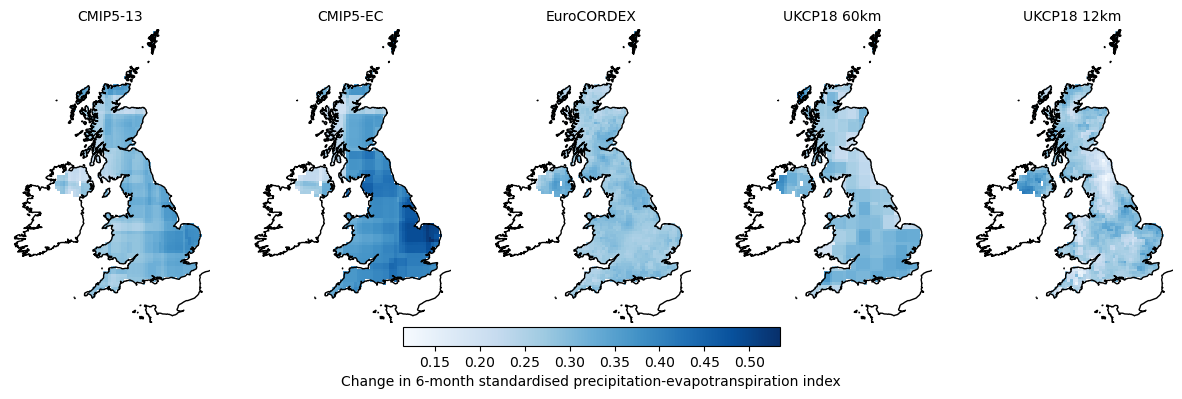 CMIP5-13 CMIP5-EC EuroCORDEX UKCP18 60km UKCP18 12km
0.15 0.20 0.25 0.30 0.35 0.40 0.45 0.50
Change in 6-month standardised precipitation-evapotranspiration index